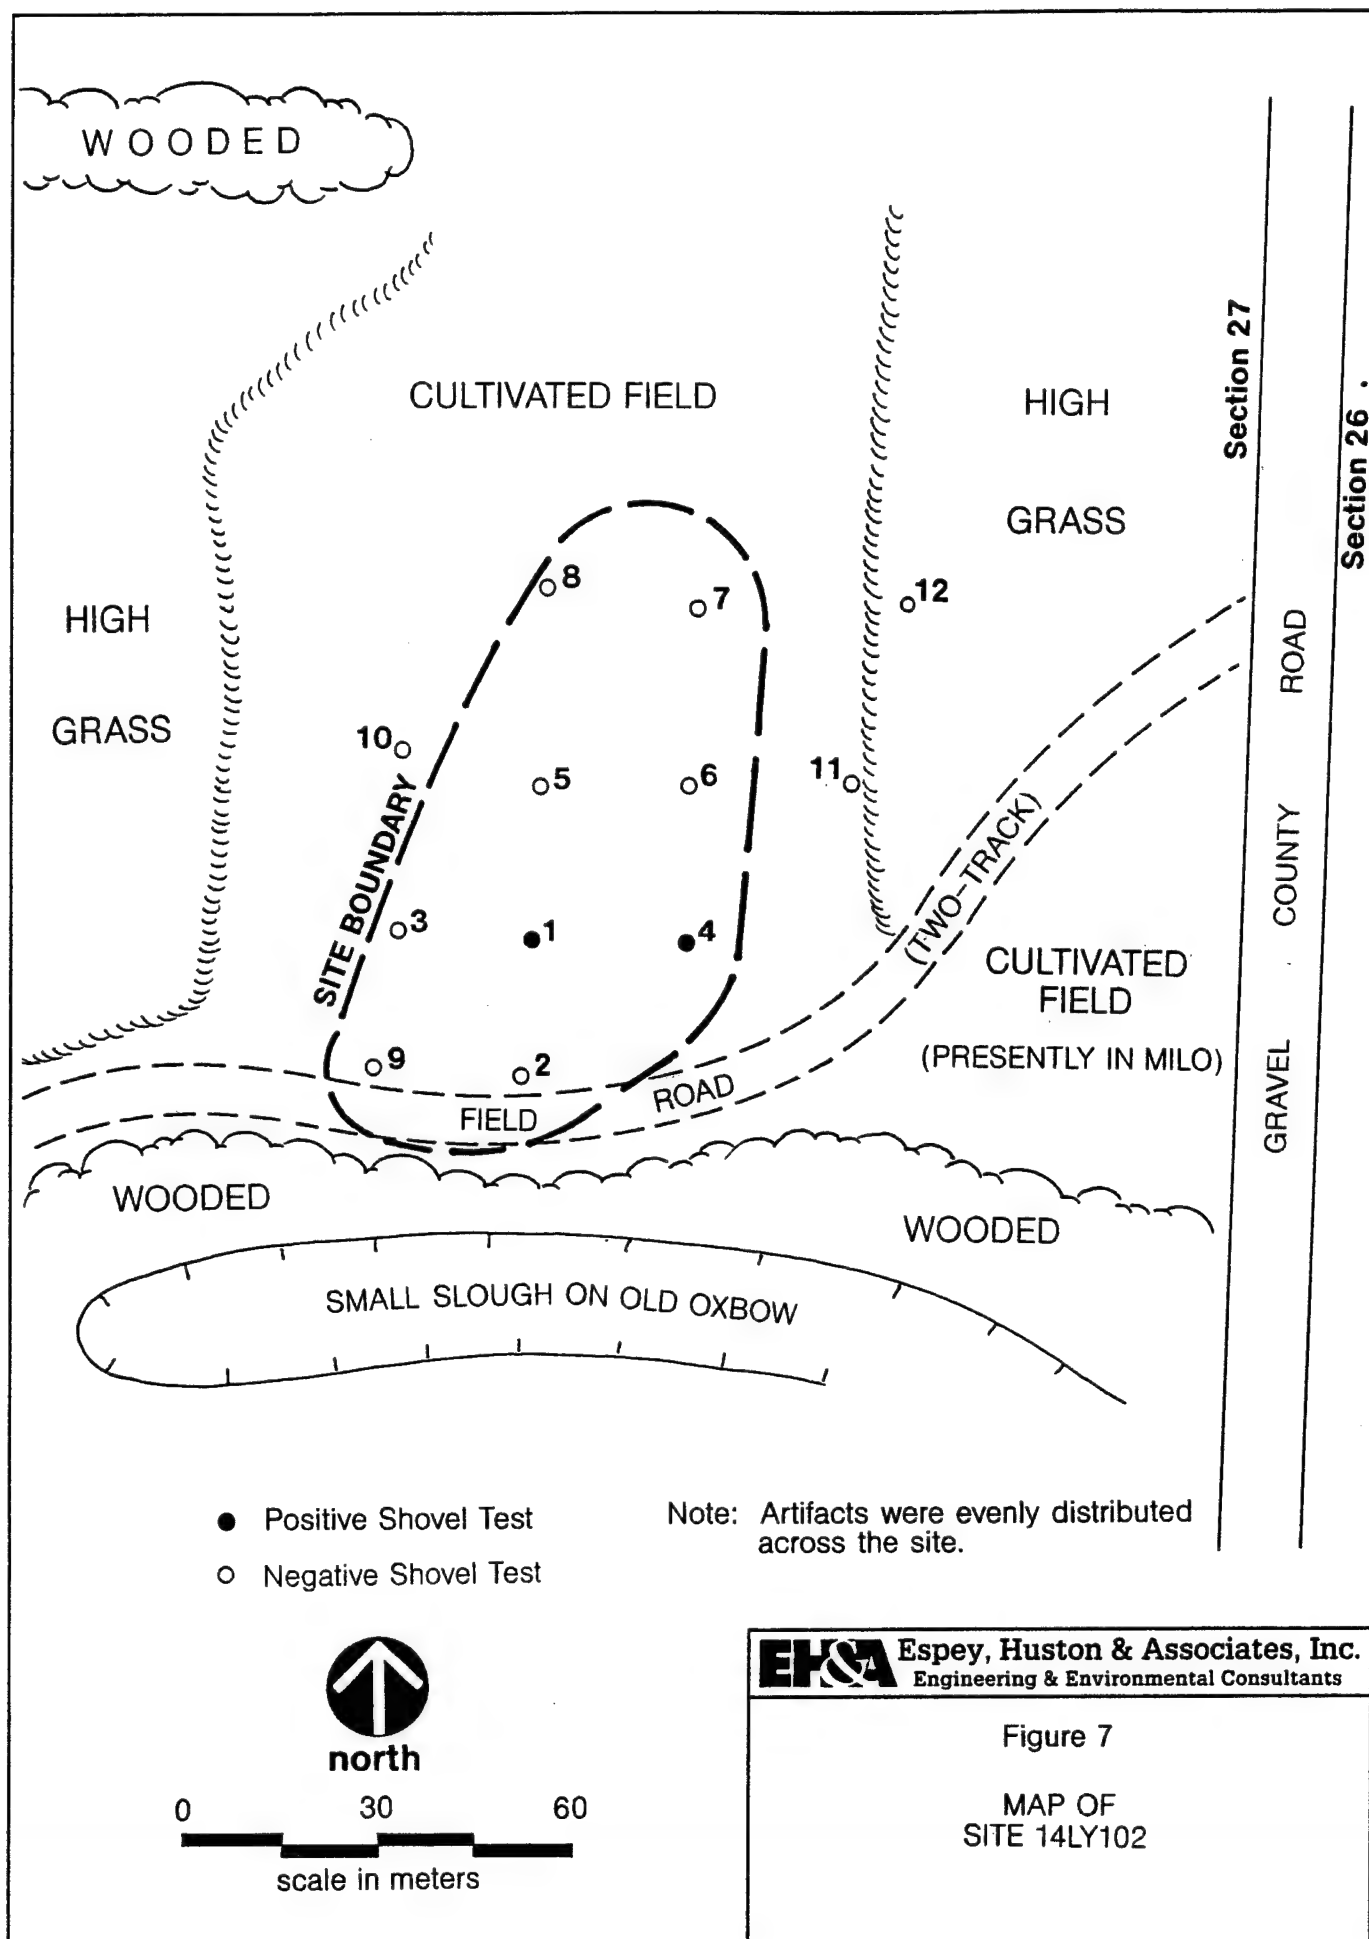 WOODED
CULTIVATED FIELD
HIGH
GRASS
Section 27
Section 26
HIGH
GRASS
8
7
12
10
5
6
11
SITE BOUNDARY
3
1
4
9
2
(TWO-TRACK)
CULTIVATED
FIELD
(PRESENTLY IN MILO)
FIELD
ROAD
GRAVEL COUNTY ROAD
WOODED
WOODED
SMALL SLOUGH ON OLD OXBOW
Positive Shovel Test
Negative Shovel Test
Note: Artifacts were evenly distributed
across the site.
north
0 30 60
scale in meters
EH&A Espey, Huston & Associates, Inc.
Engineering & Environmental Consultants
Figure 7
MAP OF
SITE 14LY102